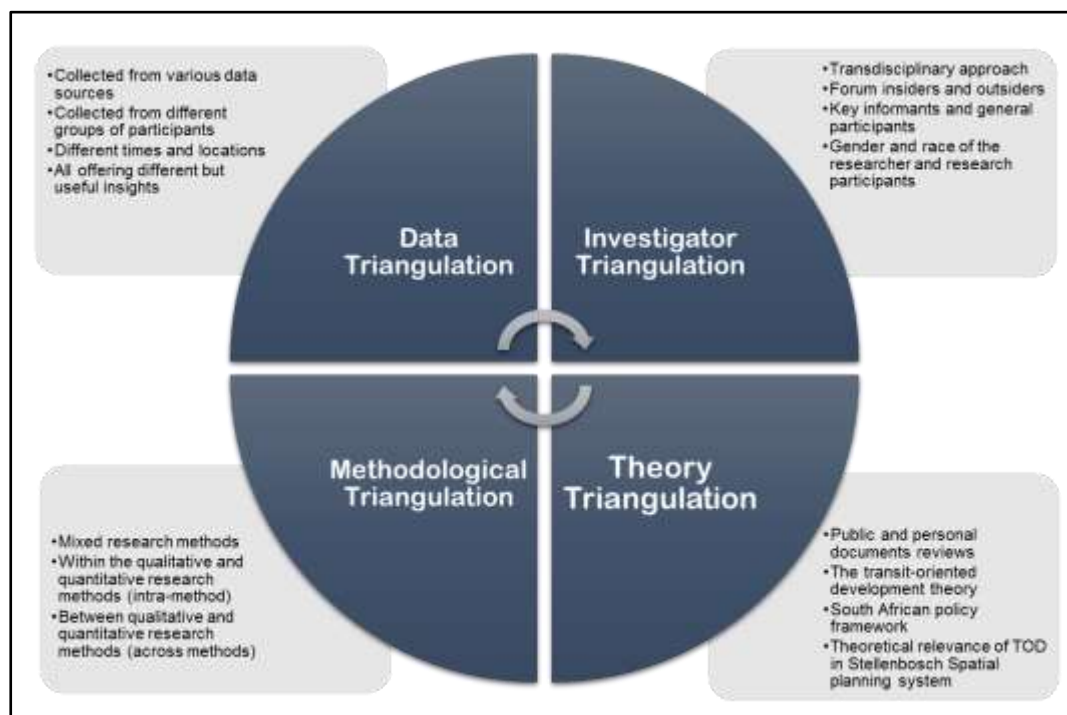 •Collected from various data
sources
•Collected from different
groups of participants
•Different times and locations
•All offering different but
useful insights
Data
Triangulation
•Transdisciplinary approach
•Forum insiders and outsiders
•Key informants and general
participants
•Gender and race of the
researcher and research
participants
Investigator
Triangulation
Methodological
Triangulation
•Mixed research methods
•Within the qualitative and
quantitative research
methods (intra-method)
•Between qualitative and
quantitative research
methods (across methods)
Theory
Triangulation
•Public and personal
documents reviews
•The transit-oriented
development theory
•South African policy
framework
•Theoretical relevance of TOD
in Stellenbosch Spatial
planning system